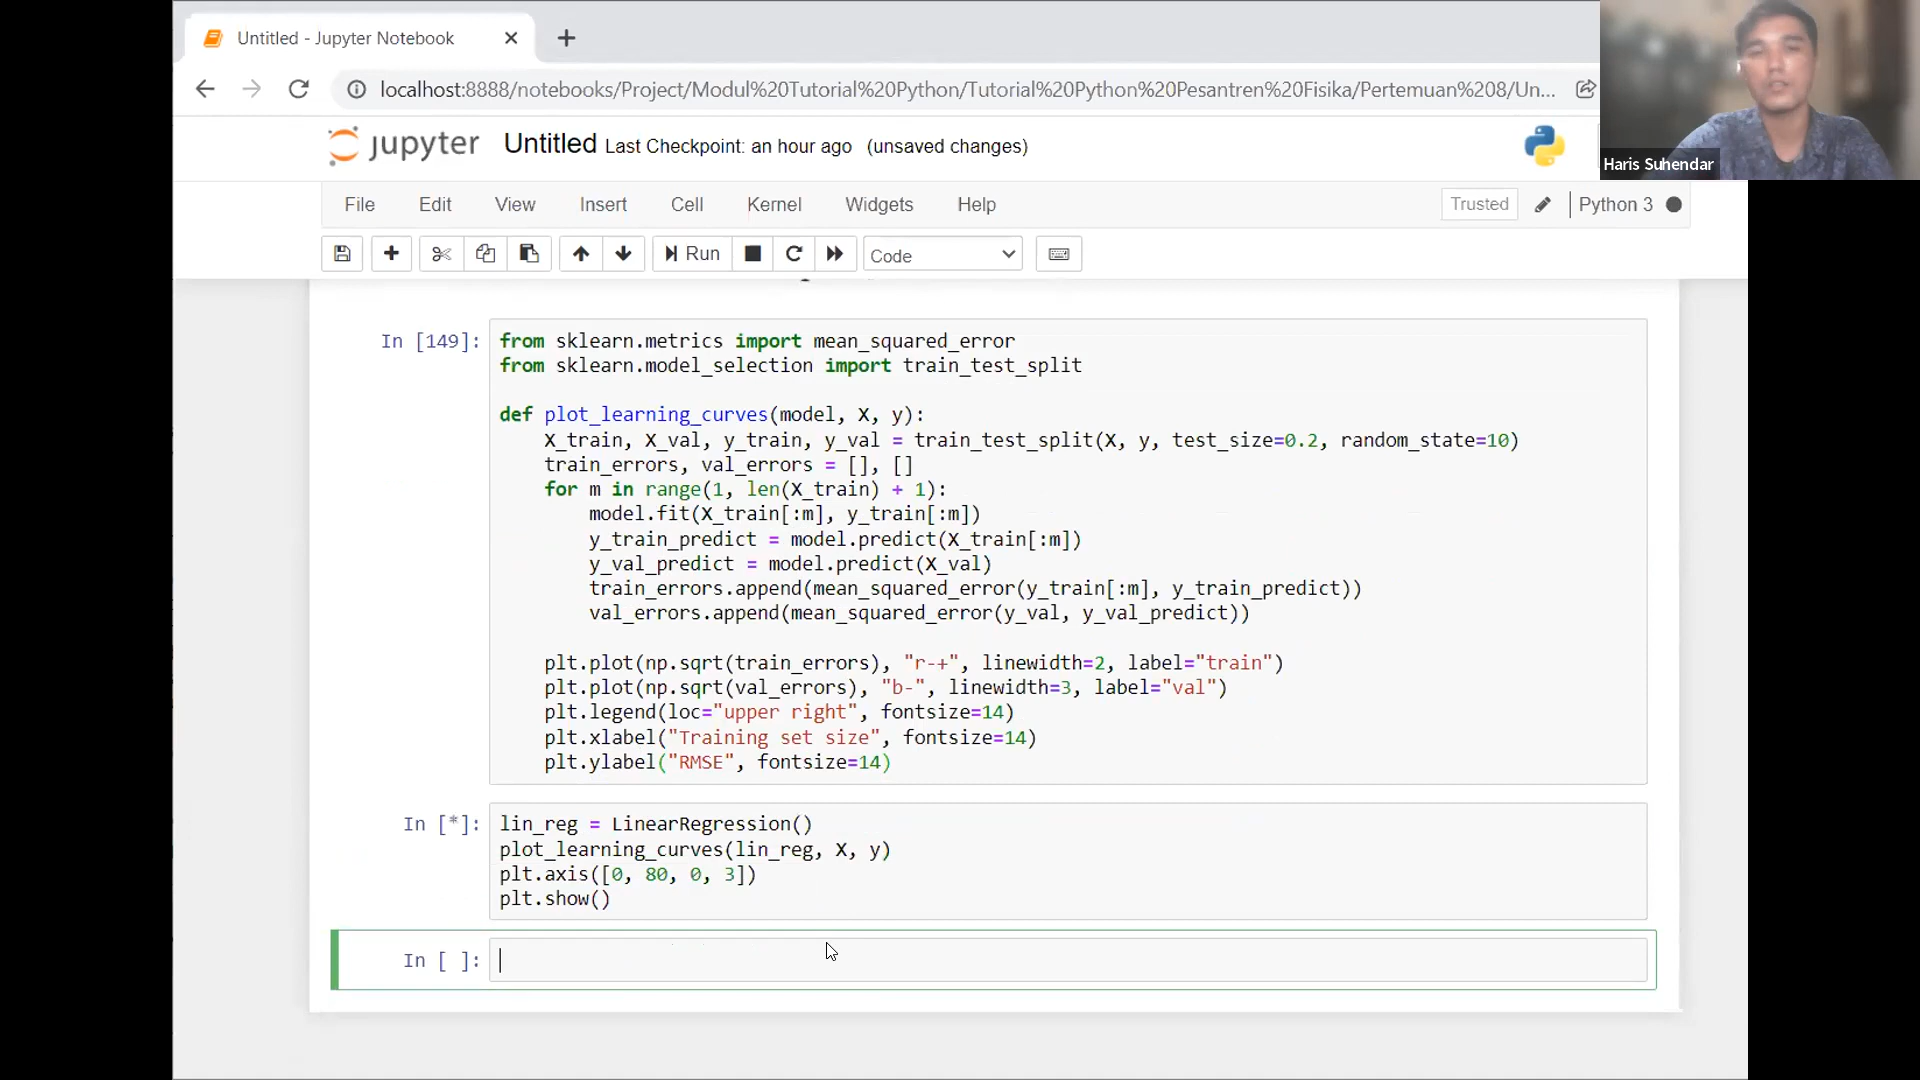 Untitled - Jupyter Notebook
localhost:8888/notebooks/Project/Modul%20Tutorial%20Python/Tutorial%20Python%20Pesantren%20Fisika/Pertemuan%208/Un...
Haris Suhendar
jupyter Untitled Last Checkpoint: an hour ago (unsaved changes)
File Edit View Insert Cell Kernel Widgets Help Trusted Python 3
Run Code
In [149]:
from sklearn.metrics import mean_squared_error
from sklearn.model_selection import train_test_split
def plot_learning_curves(model, X, y):
X_train, X_val, y_train, y_val = train_test_split(X, y, test_size=0.2, random_state=10)
train_errors, val_errors = [], []
for m in range(1, len(X_train) + 1):
model.fit(X_train[:m], y_train[:m])
y_train_predict = model.predict(X_train[:m])
y_val_predict = model.predict(X_val)
train_errors.append(mean_squared_error(y_train[:m], y_train_predict))
val_errors.append(mean_squared_error(y_val, y_val_predict))
plt.plot(np.sqrt(train_errors), "r-+", linewidth=2, label="train")
plt.plot(np.sqrt(val_errors), "b-", linewidth=3, label="val")
plt.legend(loc="upper right", fontsize=14)
plt.xlabel("Training set size", fontsize=14)
plt.ylabel("RMSE", fontsize=14)
In [*]:
lin_reg = LinearRegression()
plot_learning_curves(lin_reg, X, y)
plt.axis([0, 80, 0, 3])
plt.show()
In [ ]: